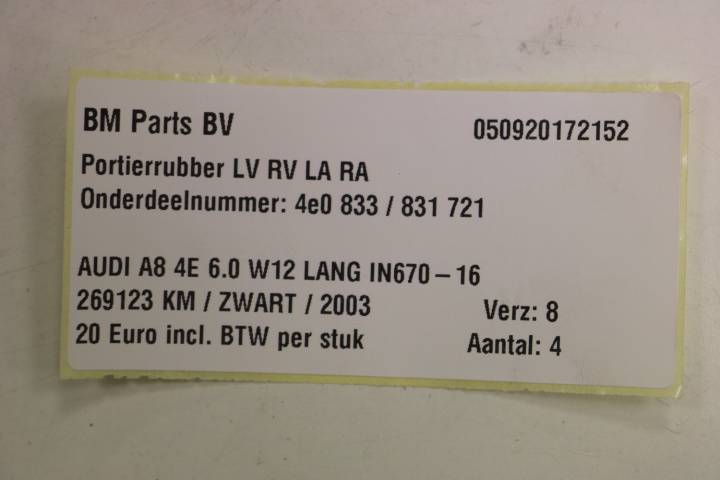 BM Parts BV 050920172152
Portierrubber LV RV LA RA
Onderdeelnummer: 4e0 833 / 831 721
AUDI A8 4E 6.0 W12 LANG IN670-16
269123 KM / ZWART / 2003 Verz: 8
20 Euro incl. BTW per stuk Aantal: 4